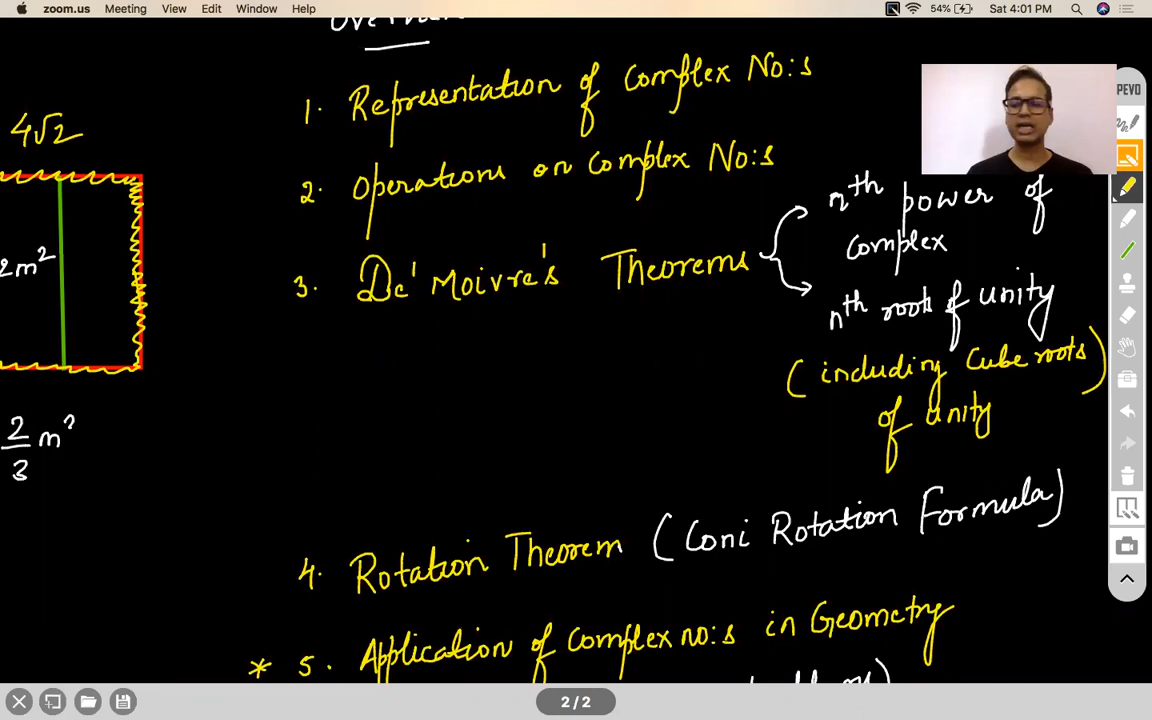 zoom.us Meeting View Edit Window Help
54% Sat 4:01 PM
1. Representation of Complex No:s
4√2
2. Operations on Complex No:s
2m²
3. De' Moivre's Theorems
nth power of
complex
nth roots of unity
(including Cube roots)
of unity
2/3 m²
4. Rotation Theorem (Coni Rotation Formula)
* 5. Application of Complex no:s in Geometry
2 / 2